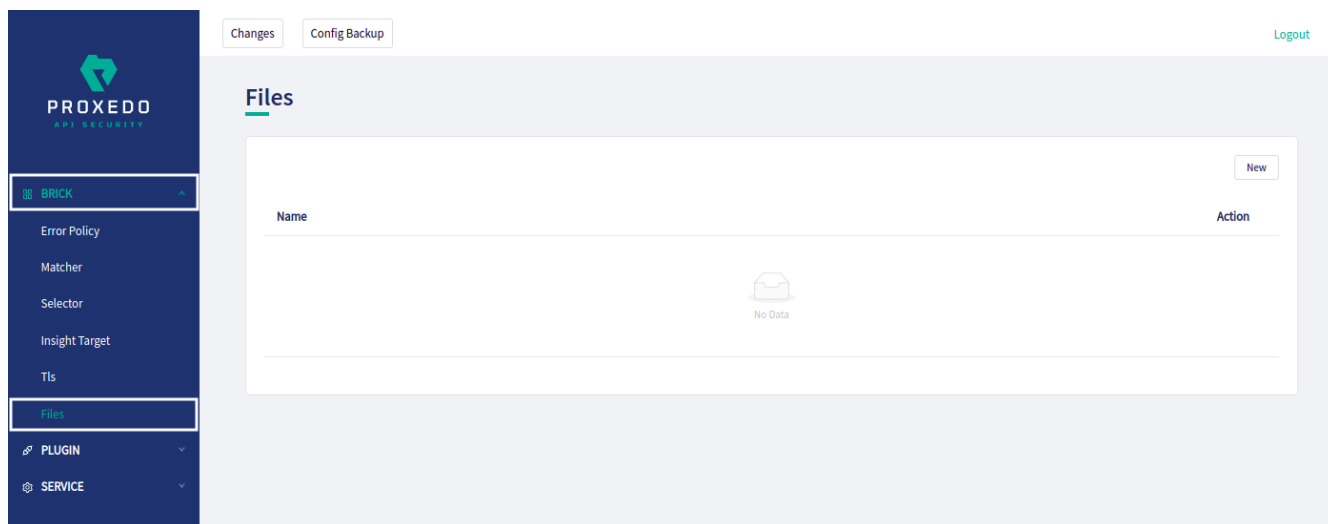 Changes
Config Backup
Logout
PROXEDO
API SECURITY
Files
New
BRICK
Name
Action
Error Policy
Matcher
Selector
Insight Target
No Data
Tls
Files
PLUGIN
SERVICE